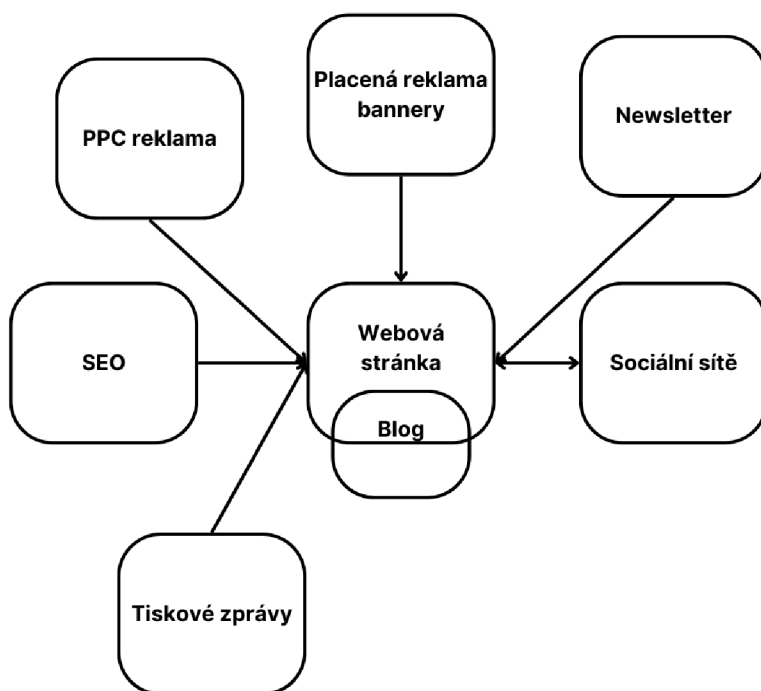 Placená reklama
bannery
Newsletter
PPC reklama
Webová
stránka
SEO
Sociální sítě
Blog
Tiskové zprávy